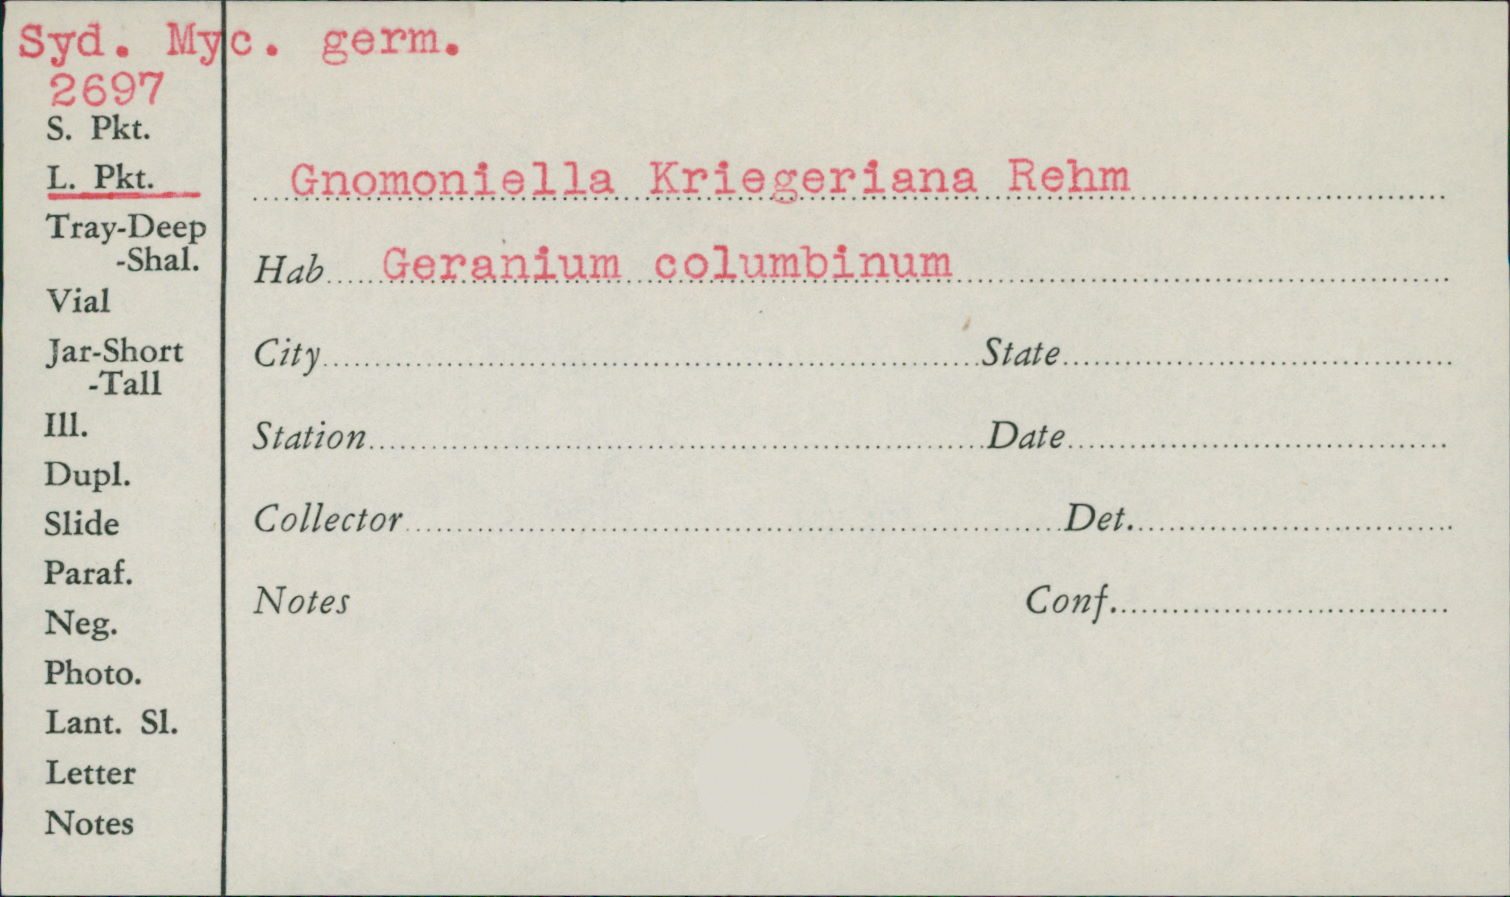 Syd. Myc. germ.
2697
S. Pkt.
L. Pkt.
Tray-Deep
-Shal.
Vial
Jar-Short
-Tall
Ill.
Dupl.
Slide
Paraf.
Neg.
Photo.
Lant. Sl.
Letter
Notes
Gnomoniella Kriegeriana Rehm
Hab Geranium columbinum
City State
Station Date
Collector Det.
Notes Conf.